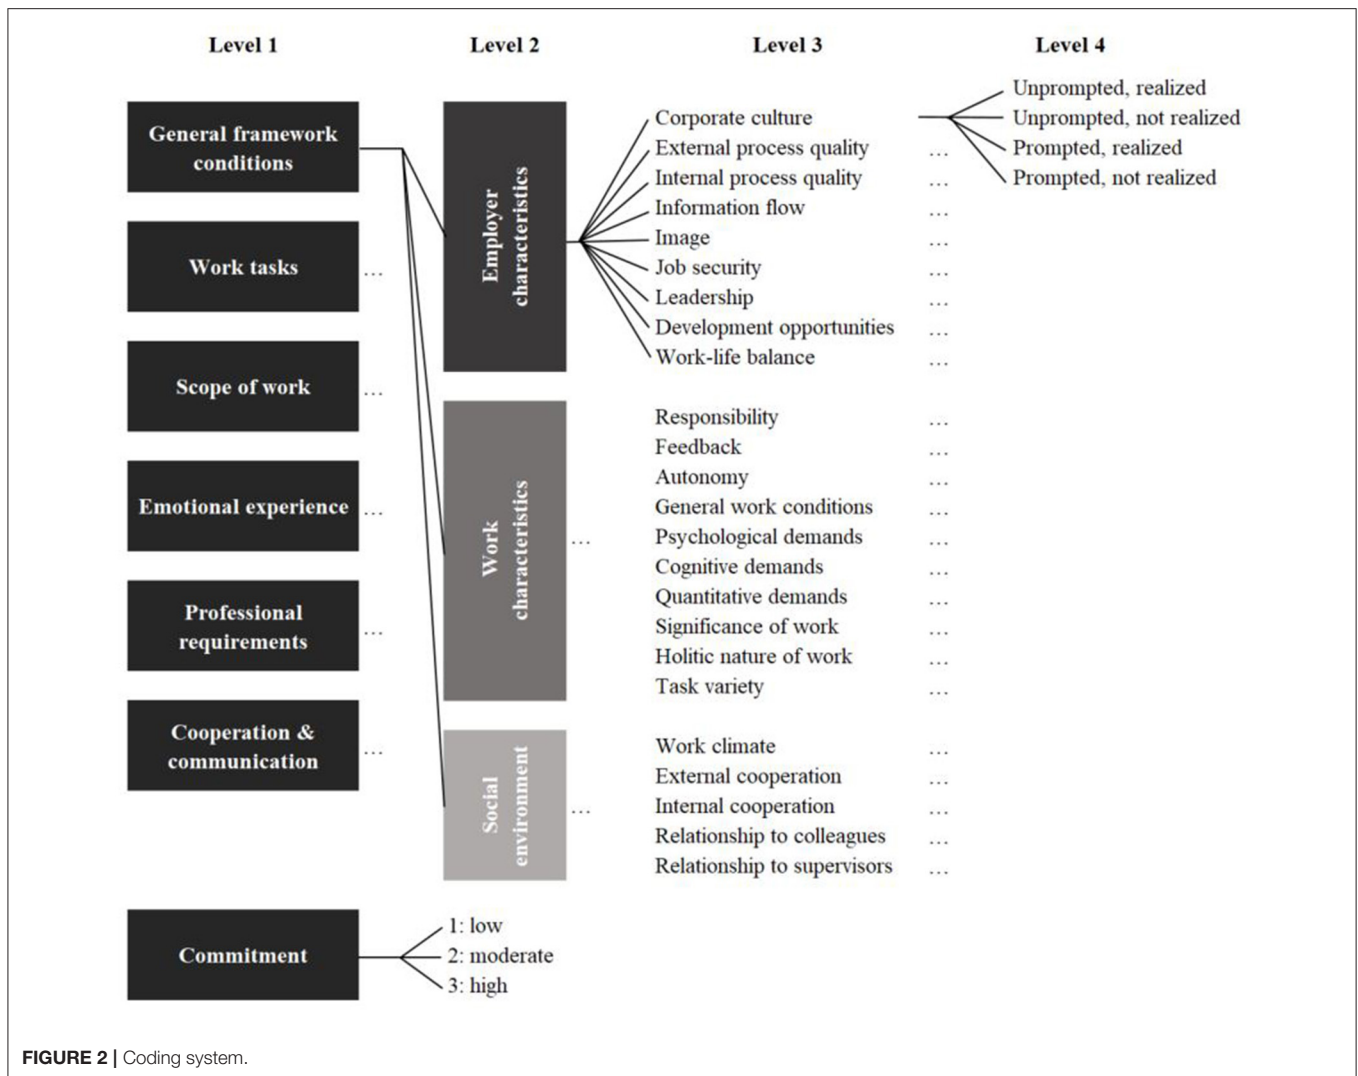 Level 1
Level 2
Level 3
Level 4
General framework
conditions
Work tasks
...
Scope of work
...
Emotional experience
...
Professional
requirements
...
Cooperation &
communication
...
Commitment
1: low
2: moderate
3: high
Employer
characteristics
Work
characteristics
...
Social
environment
...
Corporate culture
External process quality
...
Internal process quality
...
Information flow
...
Image
...
Job security
...
Leadership
...
Development opportunities
...
Work-life balance
...
Responsibility
...
Feedback
...
Autonomy
...
General work conditions
...
Psychological demands
...
Cognitive demands
...
Quantitative demands
...
Significance of work
...
Holitic nature of work
...
Task variety
...
Work climate
...
External cooperation
...
Internal cooperation
...
Relationship to colleagues
...
Relationship to supervisors
...
Unprompted, realized
Unprompted, not realized
Prompted, realized
Prompted, not realized
FIGURE 2 | Coding system.